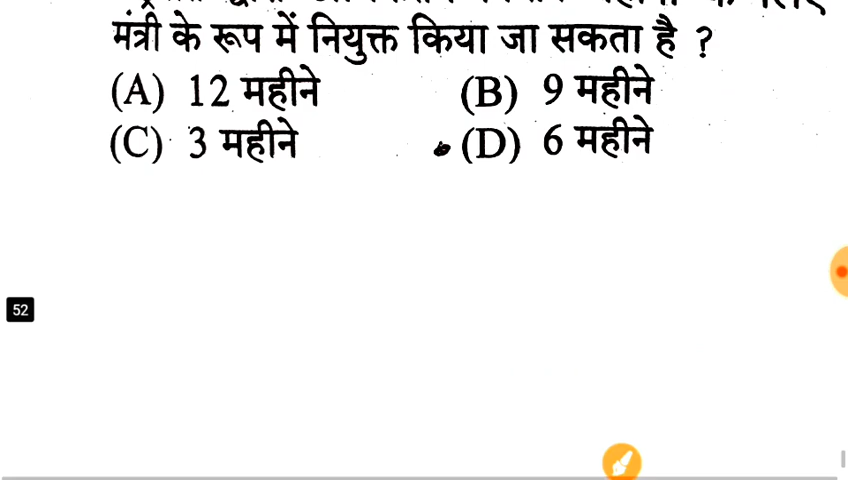 मंत्री के रूप में नियुक्त किया जा सकता है ?
(A) 12 महीने (B) 9 महीने
(C) 3 महीने (D) 6 महीने
52